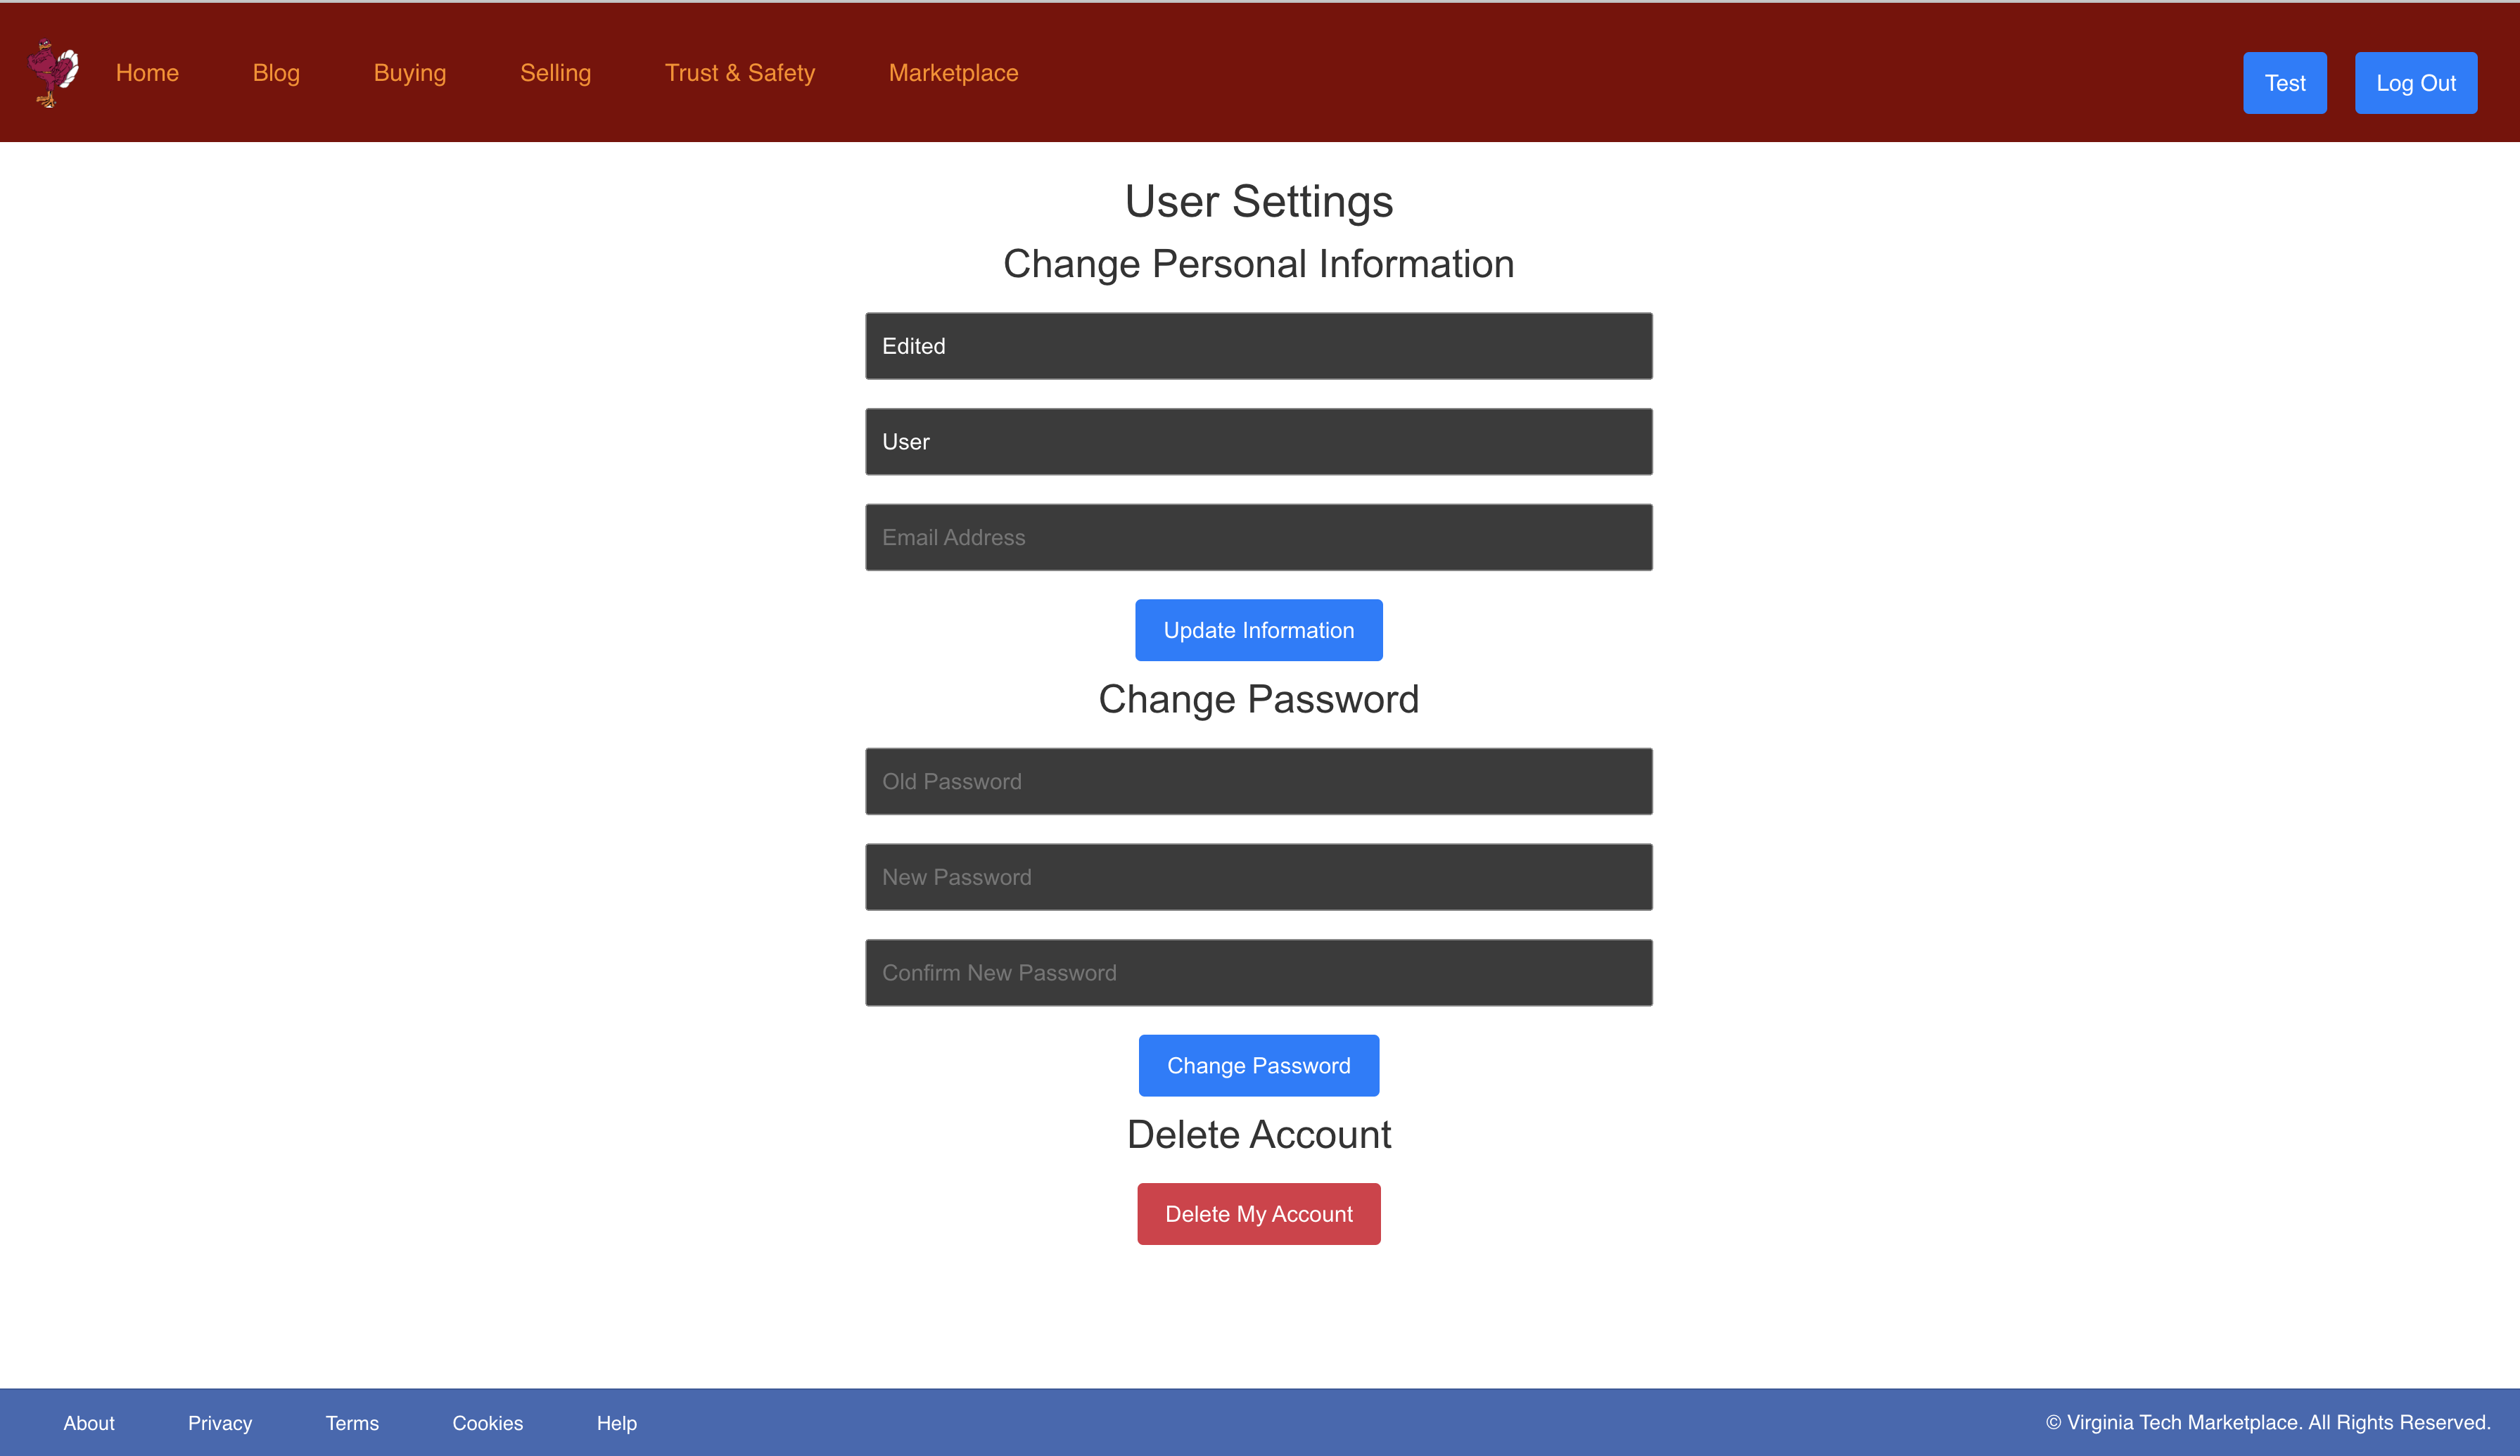 Home Blog Buying Selling Trust & Safety Marketplace Test Log Out
User Settings
Change Personal Information
Edited
User
Email Address
Update Information
Change Password
Old Password
New Password
Confirm New Password
Change Password
Delete Account
Delete My Account
About Privacy Terms Cookies Help © Virginia Tech Marketplace. All Rights Reserved.